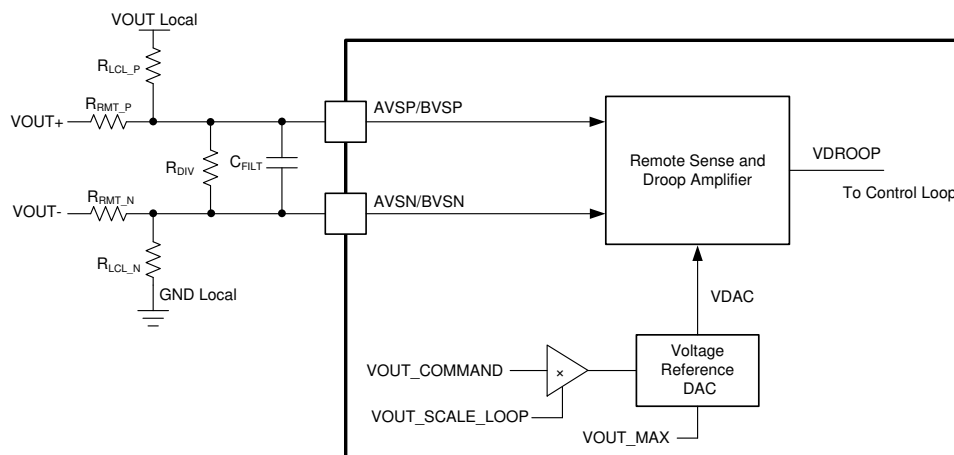 VOUT Local
RLCL_P
RRMT_P
VOUT+
AVSP/BVSP
RDIV
CFILT
Remote Sense and
Droop Amplifier
VDROOP
To Control Loop
RRMT_N
VOUT-
AVSN/BVSN
RLCL_N
GND Local
VDAC
VOUT_COMMAND
×
Voltage
Reference
DAC
VOUT_SCALE_LOOP
VOUT_MAX